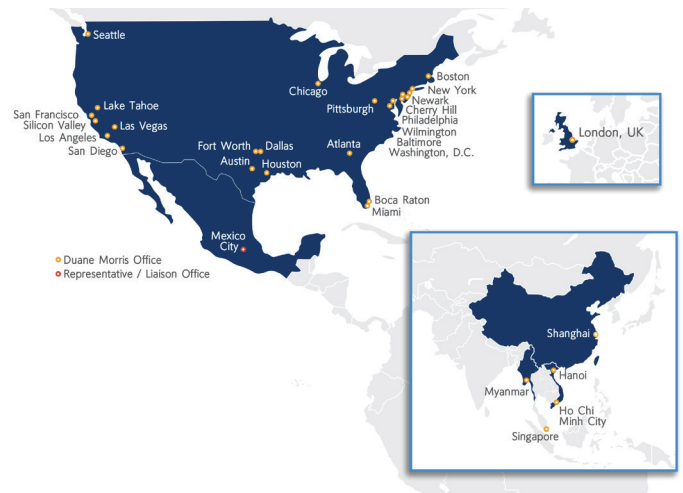 Seattle
Boston
Chicago
New York
Newark
Cherry Hill
Pittsburgh
Philadelphia
Wilmington
Baltimore
Washington, D.C.
Lake Tahoe
San Francisco
Silicon Valley
Las Vegas
Los Angeles
San Diego
Fort Worth
Dallas
Austin
Houston
Atlanta
Boca Raton
Miami
Mexico
City
Duane Morris Office
Representative / Liaison Office
London, UK
Shanghai
Hanoi
Myanmar
Ho Chi
Minh City
Singapore